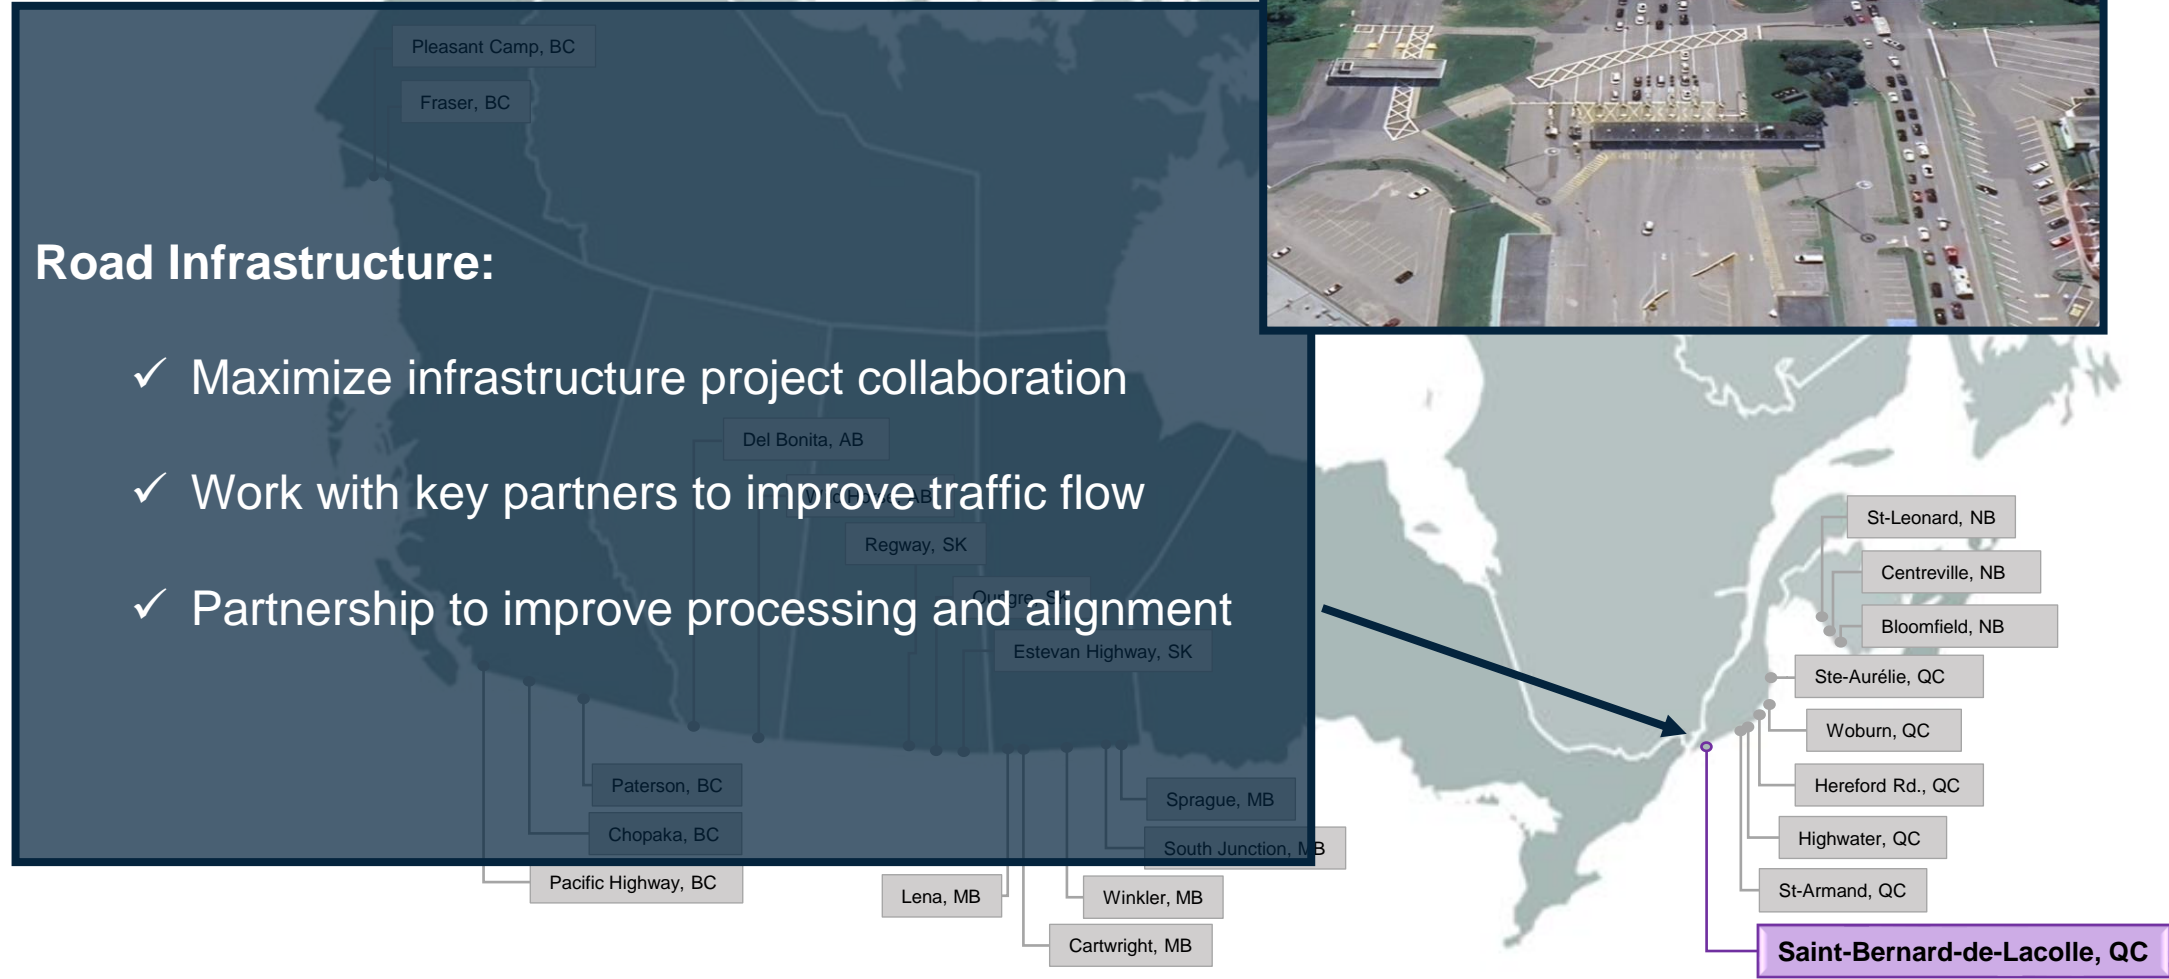 Pleasant Camp, BC
Fraser, BC
Road Infrastructure:
✓ Maximize infrastructure project collaboration
Del Bonita, AB
✓ Work with key partners to improve traffic flow
Regway, SK
✓ Partnership to improve processing and alignment
Estevan Highway, SK
St-Leonard, NB
Centreville, NB
Bloomfield, NB
Ste-Aurélie, QC
Woburn, QC
Hereford Rd., QC
Highwater, QC
St-Armand, QC
Saint-Bernard-de-Lacolle, QC
Paterson, BC
Chopaka, BC
Pacific Highway, BC
Sprague, MB
South Junction, MB
Lena, MB
Winkler, MB
Cartwright, MB